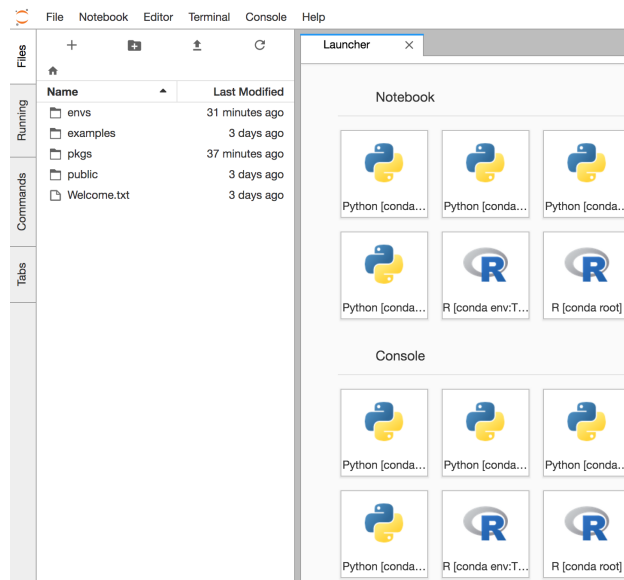 File Notebook Editor Terminal Console Help
Files
Running
Commands
Tabs
Name Last Modified
envs 31 minutes ago
examples 3 days ago
pkgs 37 minutes ago
public 3 days ago
Welcome.txt 3 days ago
Launcher
Notebook
Python [conda... Python [conda... Python [conda...
Python [conda... R [conda env:T... R [conda root]
Console
Python [conda... Python [conda... Python [conda...
Python [conda... R [conda env:T... R [conda root]